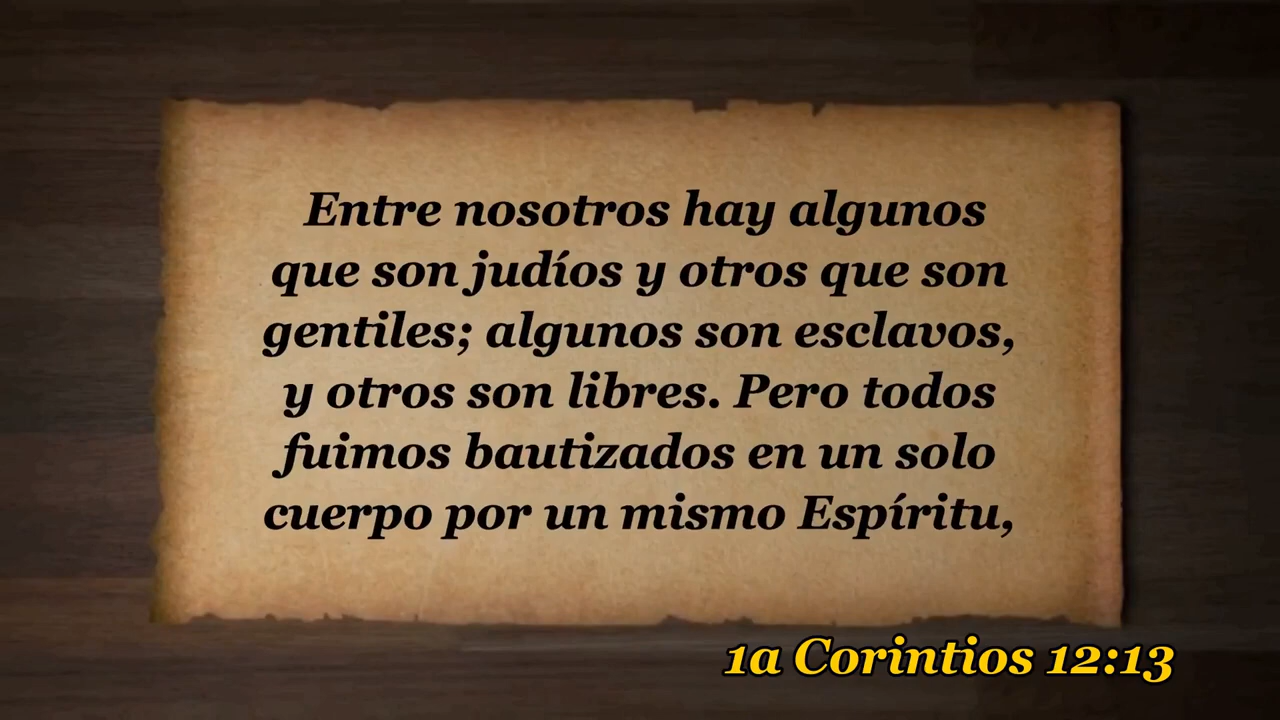 Entre nosotros hay algunos
que son judíos y otros que son
gentiles; algunos son esclavos,
y otros son libres. Pero todos
fuimos bautizados en un solo
cuerpo por un mismo Espíritu,
1a Corintios 12:13